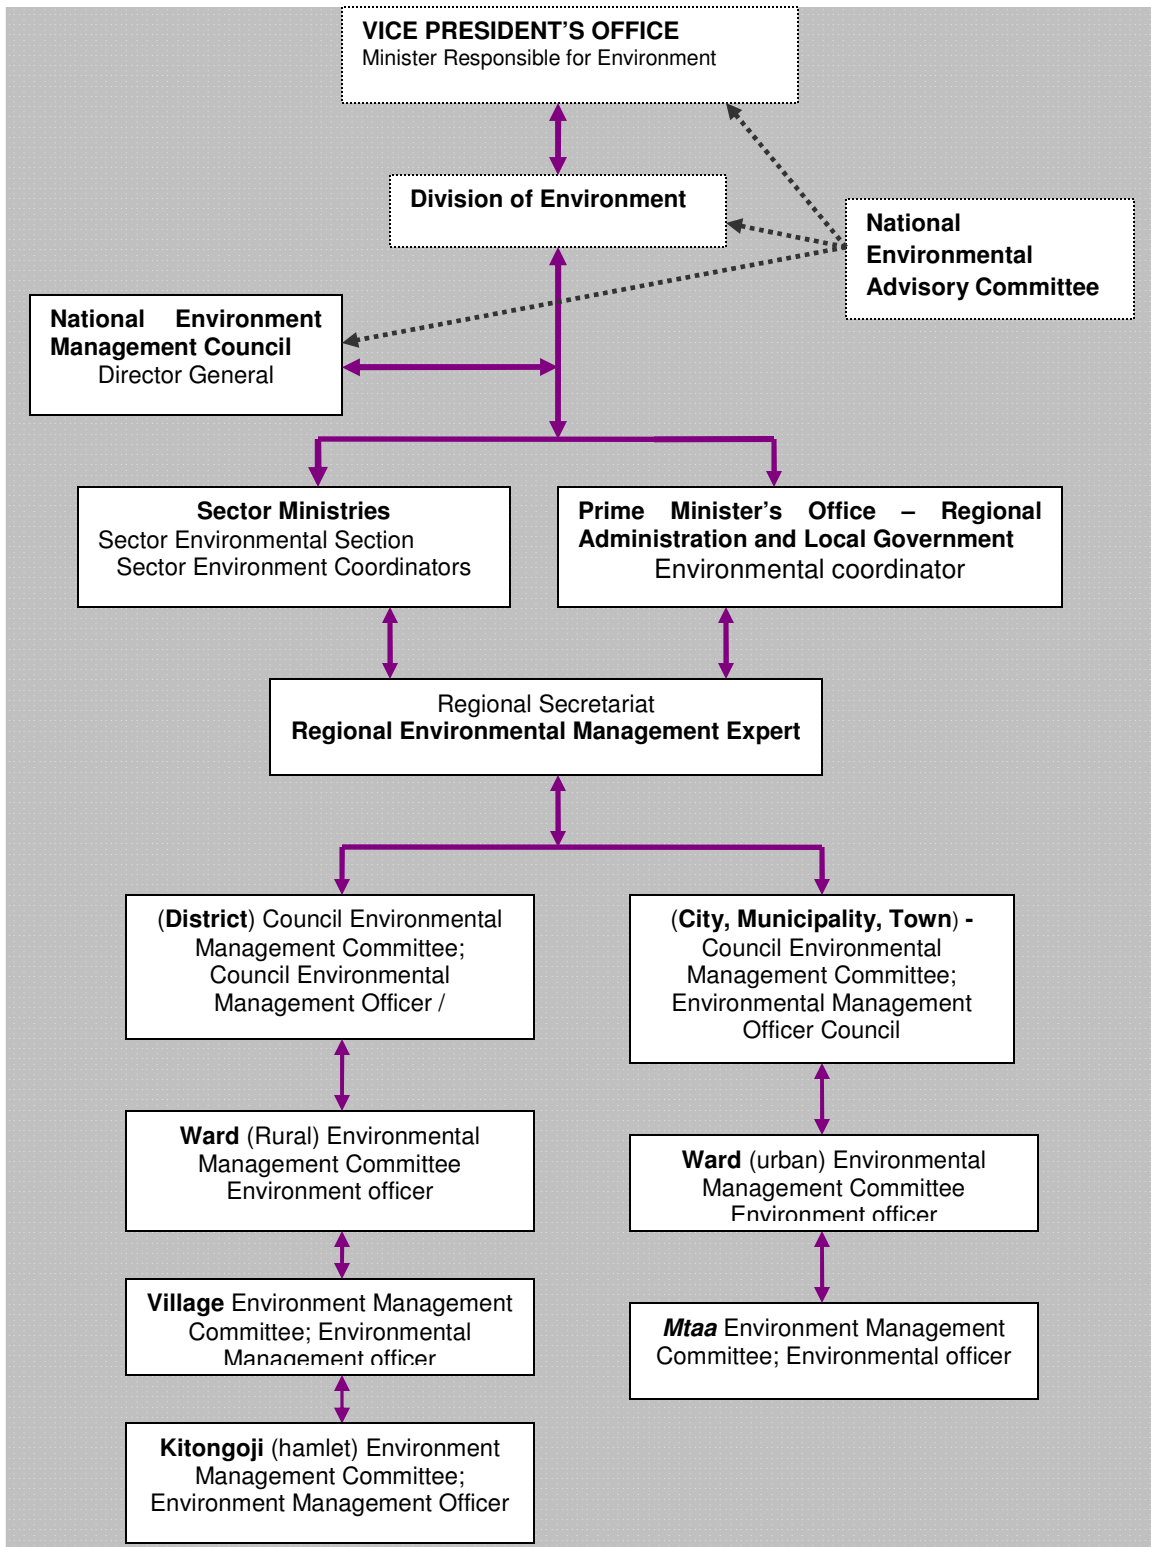 VICE PRESIDENT’S OFFICE
Minister Responsible for Environment
Division of Environment
National
Environmental
Advisory Committee
National Environment
Management Council
Director General
Sector Ministries
Sector Environmental Section
Sector Environment Coordinators
Prime Minister’s Office – Regional
Administration and Local Government
Environmental coordinator
Regional Secretariat
Regional Environmental Management Expert
(District) Council Environmental
Management Committee;
Council Environmental
Management Officer /
(City, Municipality, Town) -
Council Environmental
Management Committee;
Environmental Management
Officer Council
Ward (Rural) Environmental
Management Committee
Environment officer
Ward (urban) Environmental
Management Committee
Environment officer
Village Environment Management
Committee; Environmental
Management officer
Mtaa Environment Management
Committee; Environmental officer
Kitongoji (hamlet) Environment
Management Committee;
Environment Management Officer